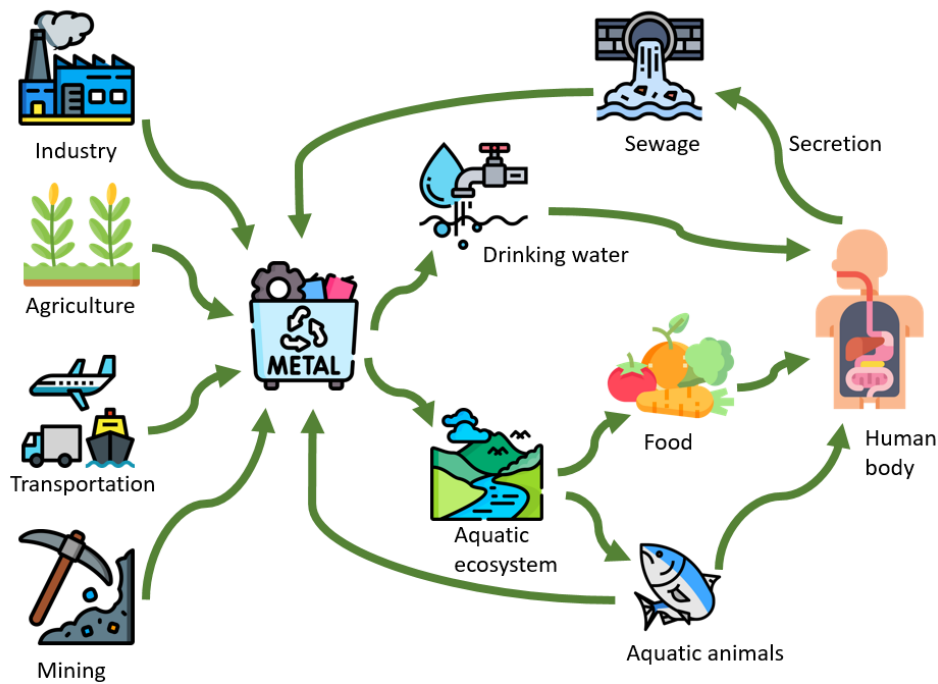 Industry
Sewage
Secretion
Drinking water
Agriculture
METAL
Food
Human
body
Transportation
Aquatic
ecosystem
Aquatic animals
Mining